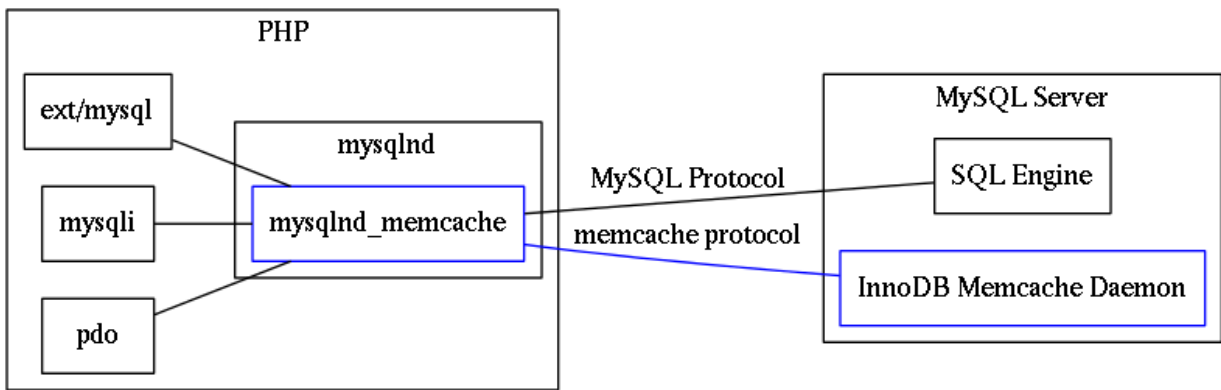 PHP
ext/mysql
mysqli
pdo
mysqlnd
mysqlnd_memcache
MySQL Protocol
memcache protocol
MySQL Server
SQL Engine
InnoDB Memcache Daemon